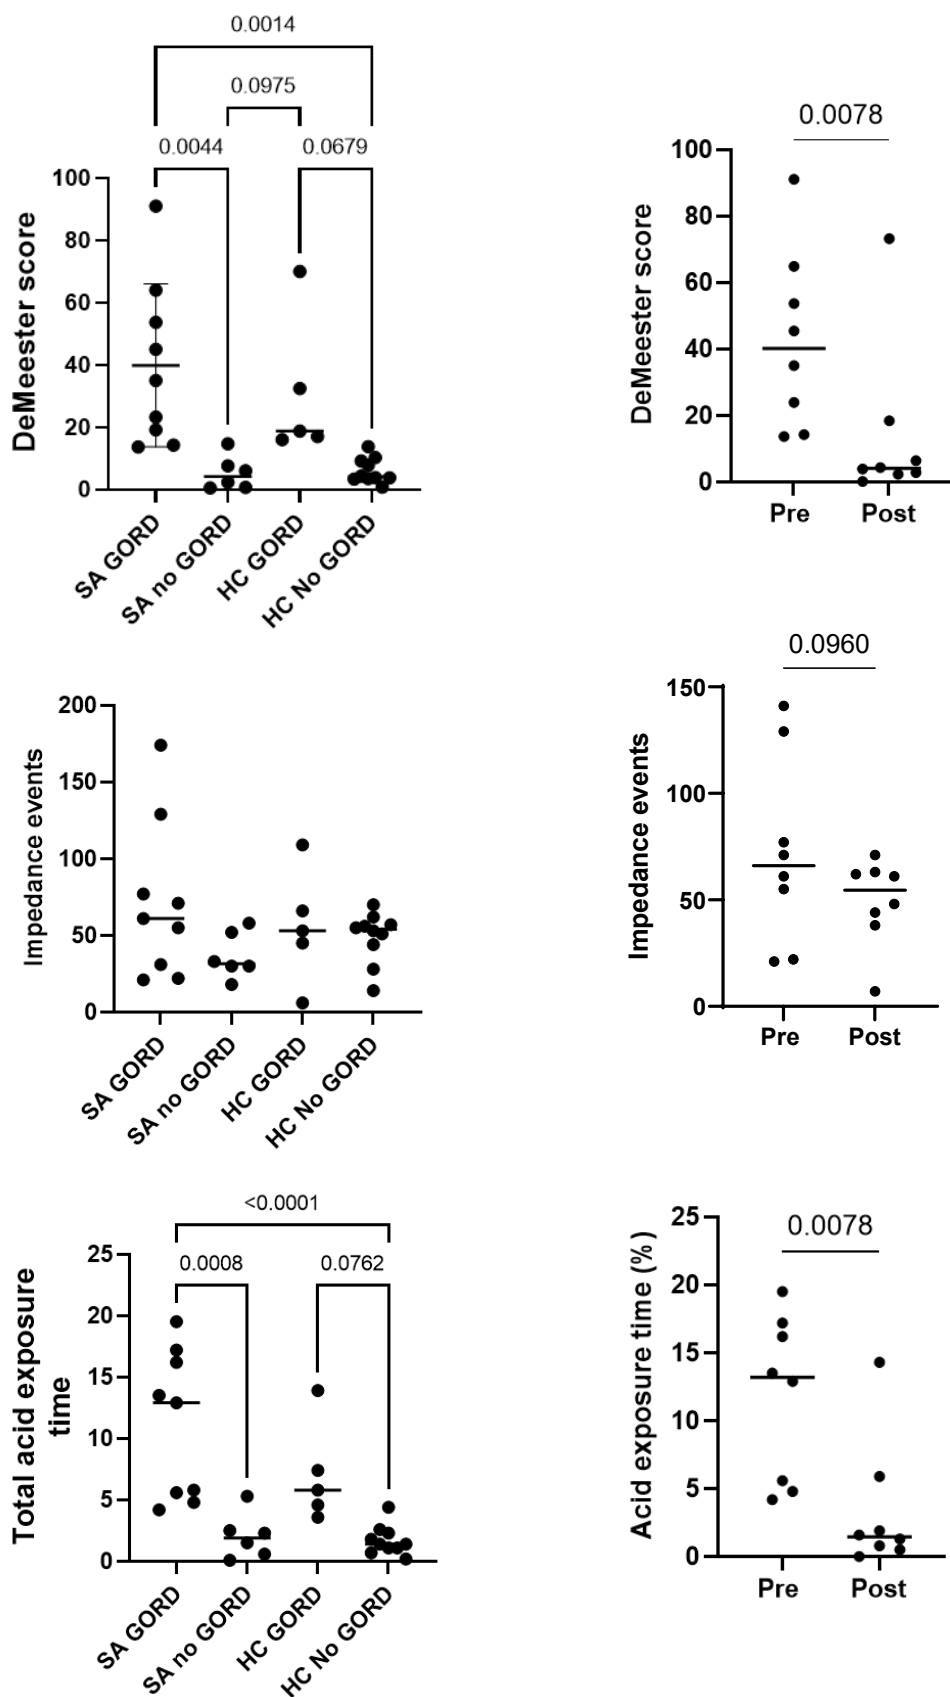 0.0014
0.0975
0.0044
0.0679
100
80
60
40
20
0
DeMeester score
SA GORD
SA no GORD
HC GORD
HC No GORD
0.0078
100
80
60
40
20
0
DeMeester score
Pre
Post
200
150
100
50
0
Impedance events
SA GORD
SA no GORD
HC GORD
HC No GORD
0.0960
150
100
50
0
Impedance events
Pre
Post
<0.0001
0.0008
0.0762
25
20
15
10
5
0
Total acid exposure
time
SA GORD
SA no GORD
HC GORD
HC No GORD
0.0078
25
20
15
10
5
0
Acid exposure time (%)
Pre
Post